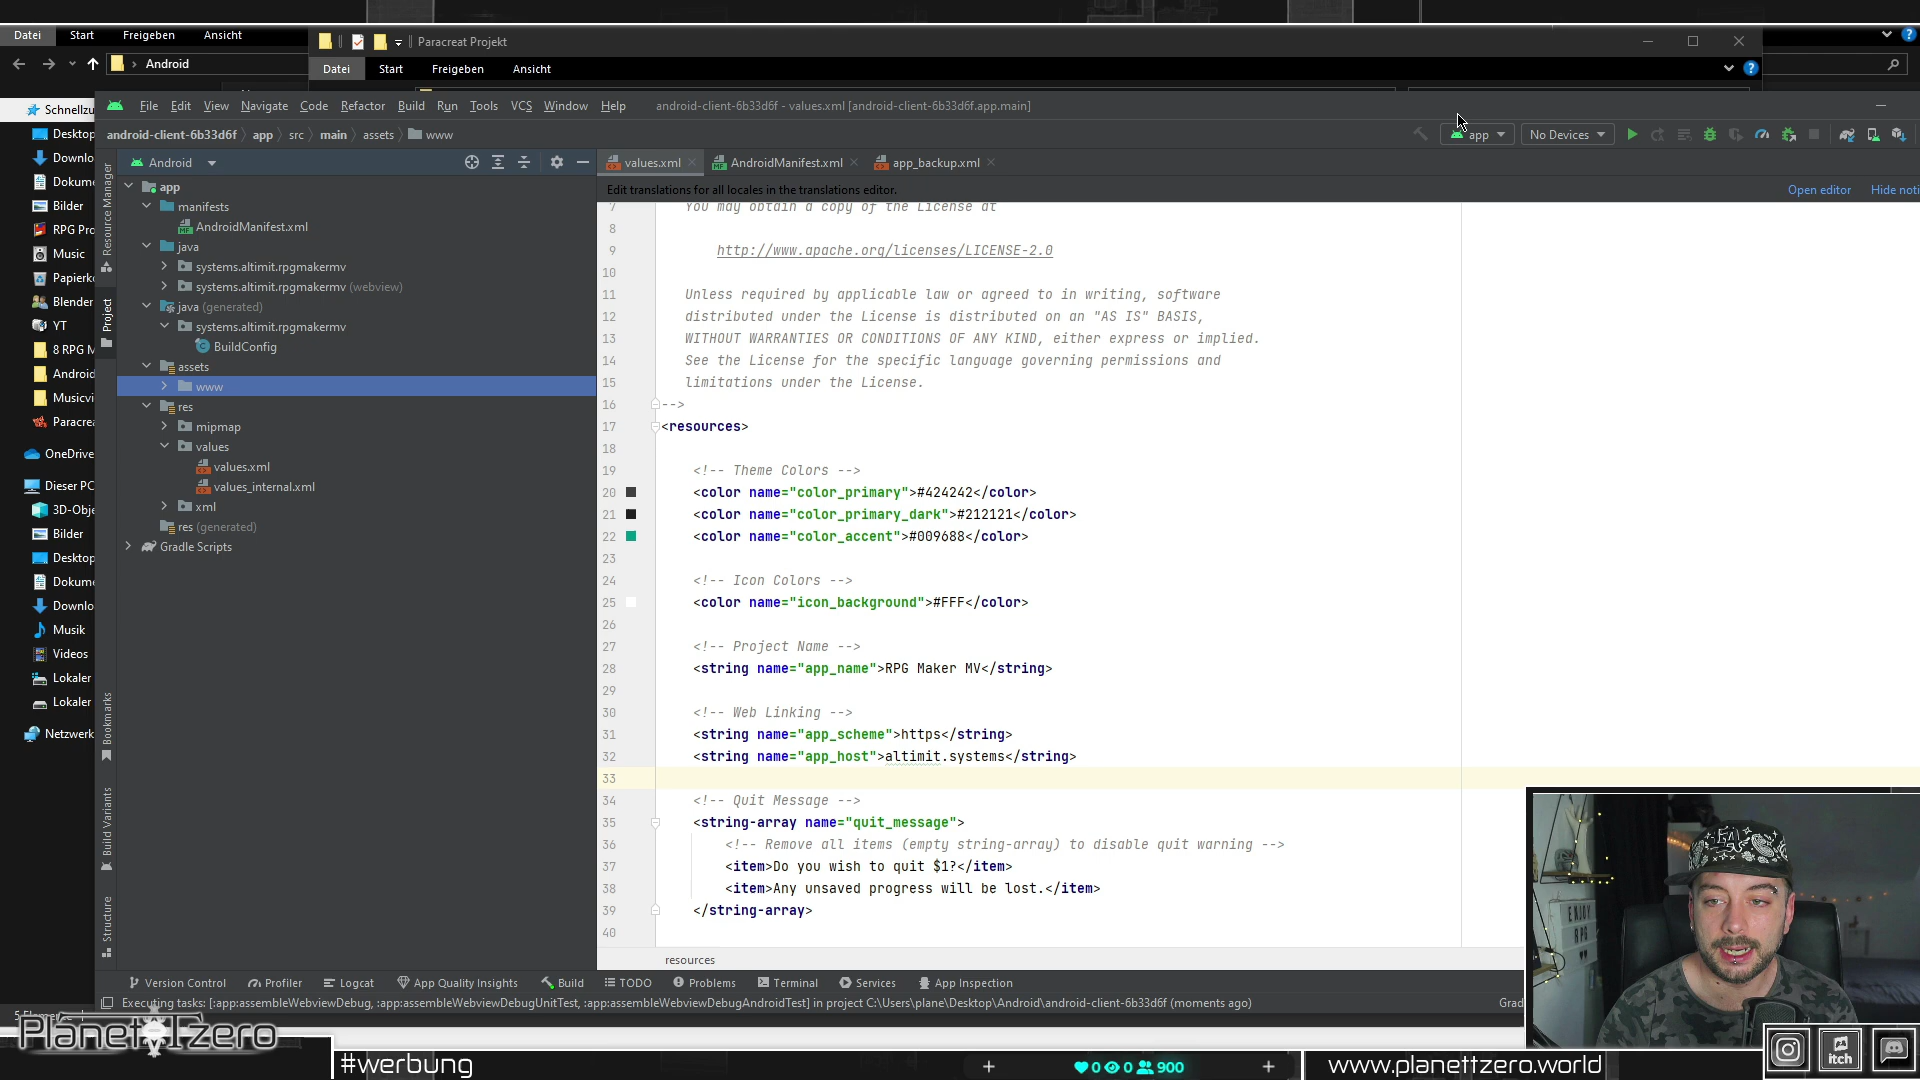 Datei Start Freigeben Ansicht
Paracreat Projekt
Android
Datei Start Freigeben Ansicht
File Edit View Navigate Code Refactor Build Run Tools VCS Window Help android-client-6b33d6f - values.xml [android-client-6b33d6f.app.main]
android-client-6b33d6f app src main assets www
app No Devices
Schnellzu
Desktop
Downlo
Dokume
Bilder
RPG Pro
Music
Papierko
Blender
YT
8 RPG M
Android
Musicvi
Paracrea
OneDrive
Dieser PC
3D-Obje
Bilder
Desktop
Dokume
Downlo
Musik
Videos
Lokaler
Lokaler
Netzwerk
Resource Manager
Project
Bookmarks
Build Variants
Structure
Android
app
manifests
AndroidManifest.xml
java
systems.altimit.rpgmakermv
systems.altimit.rpgmakermv (webview)
java (generated)
systems.altimit.rpgmakermv
BuildConfig
assets
www
res
mipmap
values
values.xml
values_internal.xml
xml
res (generated)
Gradle Scripts
values.xml AndroidManifest.xml app_backup.xml
Edit translations for all locales in the translations editor. Open editor Hide noti
7 You may obtain a copy of the License at
8
9 http://www.apache.org/licenses/LICENSE-2.0
10
11 Unless required by applicable law or agreed to in writing, software
12 distributed under the License is distributed on an "AS IS" BASIS,
13 WITHOUT WARRANTIES OR CONDITIONS OF ANY KIND, either express or implied.
14 See the License for the specific language governing permissions and
15 limitations under the License.
16 -->
17 <resources>
18
19 <!-- Theme Colors -->
20 <color name="color_primary">#424242</color>
21 <color name="color_primary_dark">#212121</color>
22 <color name="color_accent">#009688</color>
23
24 <!-- Icon Colors -->
25 <color name="icon_background">#FFF</color>
26
27 <!-- Project Name -->
28 <string name="app_name">RPG Maker MV</string>
29
30 <!-- Web Linking -->
31 <string name="app_scheme">https</string>
32 <string name="app_host">altimit.systems</string>
33
34 <!-- Quit Message -->
35 <string-array name="quit_message">
36 <!-- Remove all items (empty string-array) to disable quit warning -->
37 <item>Do you wish to quit $1?</item>
38 <item>Any unsaved progress will be lost.</item>
39 </string-array>
40
resources
Version Control Profiler Logcat App Quality Insights Build TODO Problems Terminal Services App Inspection
Executing tasks: [:app:assembleWebviewDebug, :app:assembleWebviewDebugUnitTest, :app:assembleWebviewDebugAndroidTest] in project C:\Users\plane\Desktop\Android\android-client-6b33d6f (moments ago) Grad
ENJOY
RPG
PlanetTzero
#werbung
0 0 900
www.planettzero.world
itch